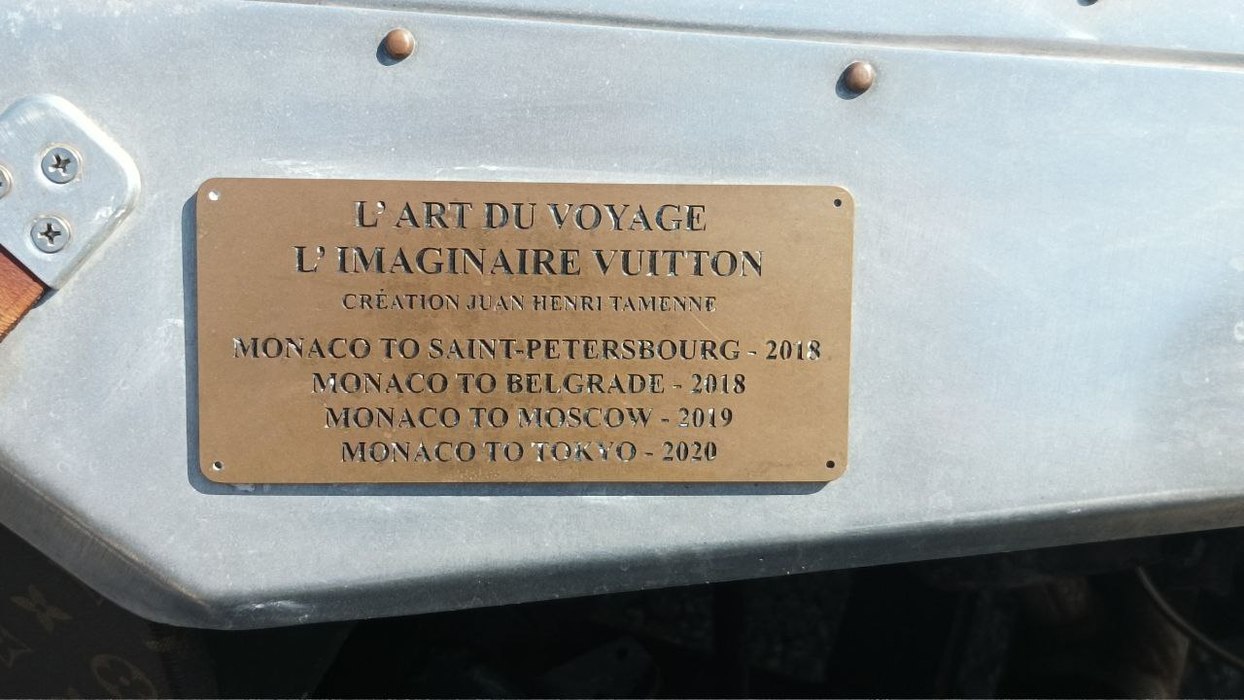 L' ART DU VOYAGE
L' IMAGINAIRE VUITTON
CRÉATION JUAN HENRI TAMENNE
MONACO TO SAINT-PETERSBOURG - 2018
MONACO TO BELGRADE - 2018
MONACO TO MOSCOW - 2019
MONACO TO TOKYO - 2020